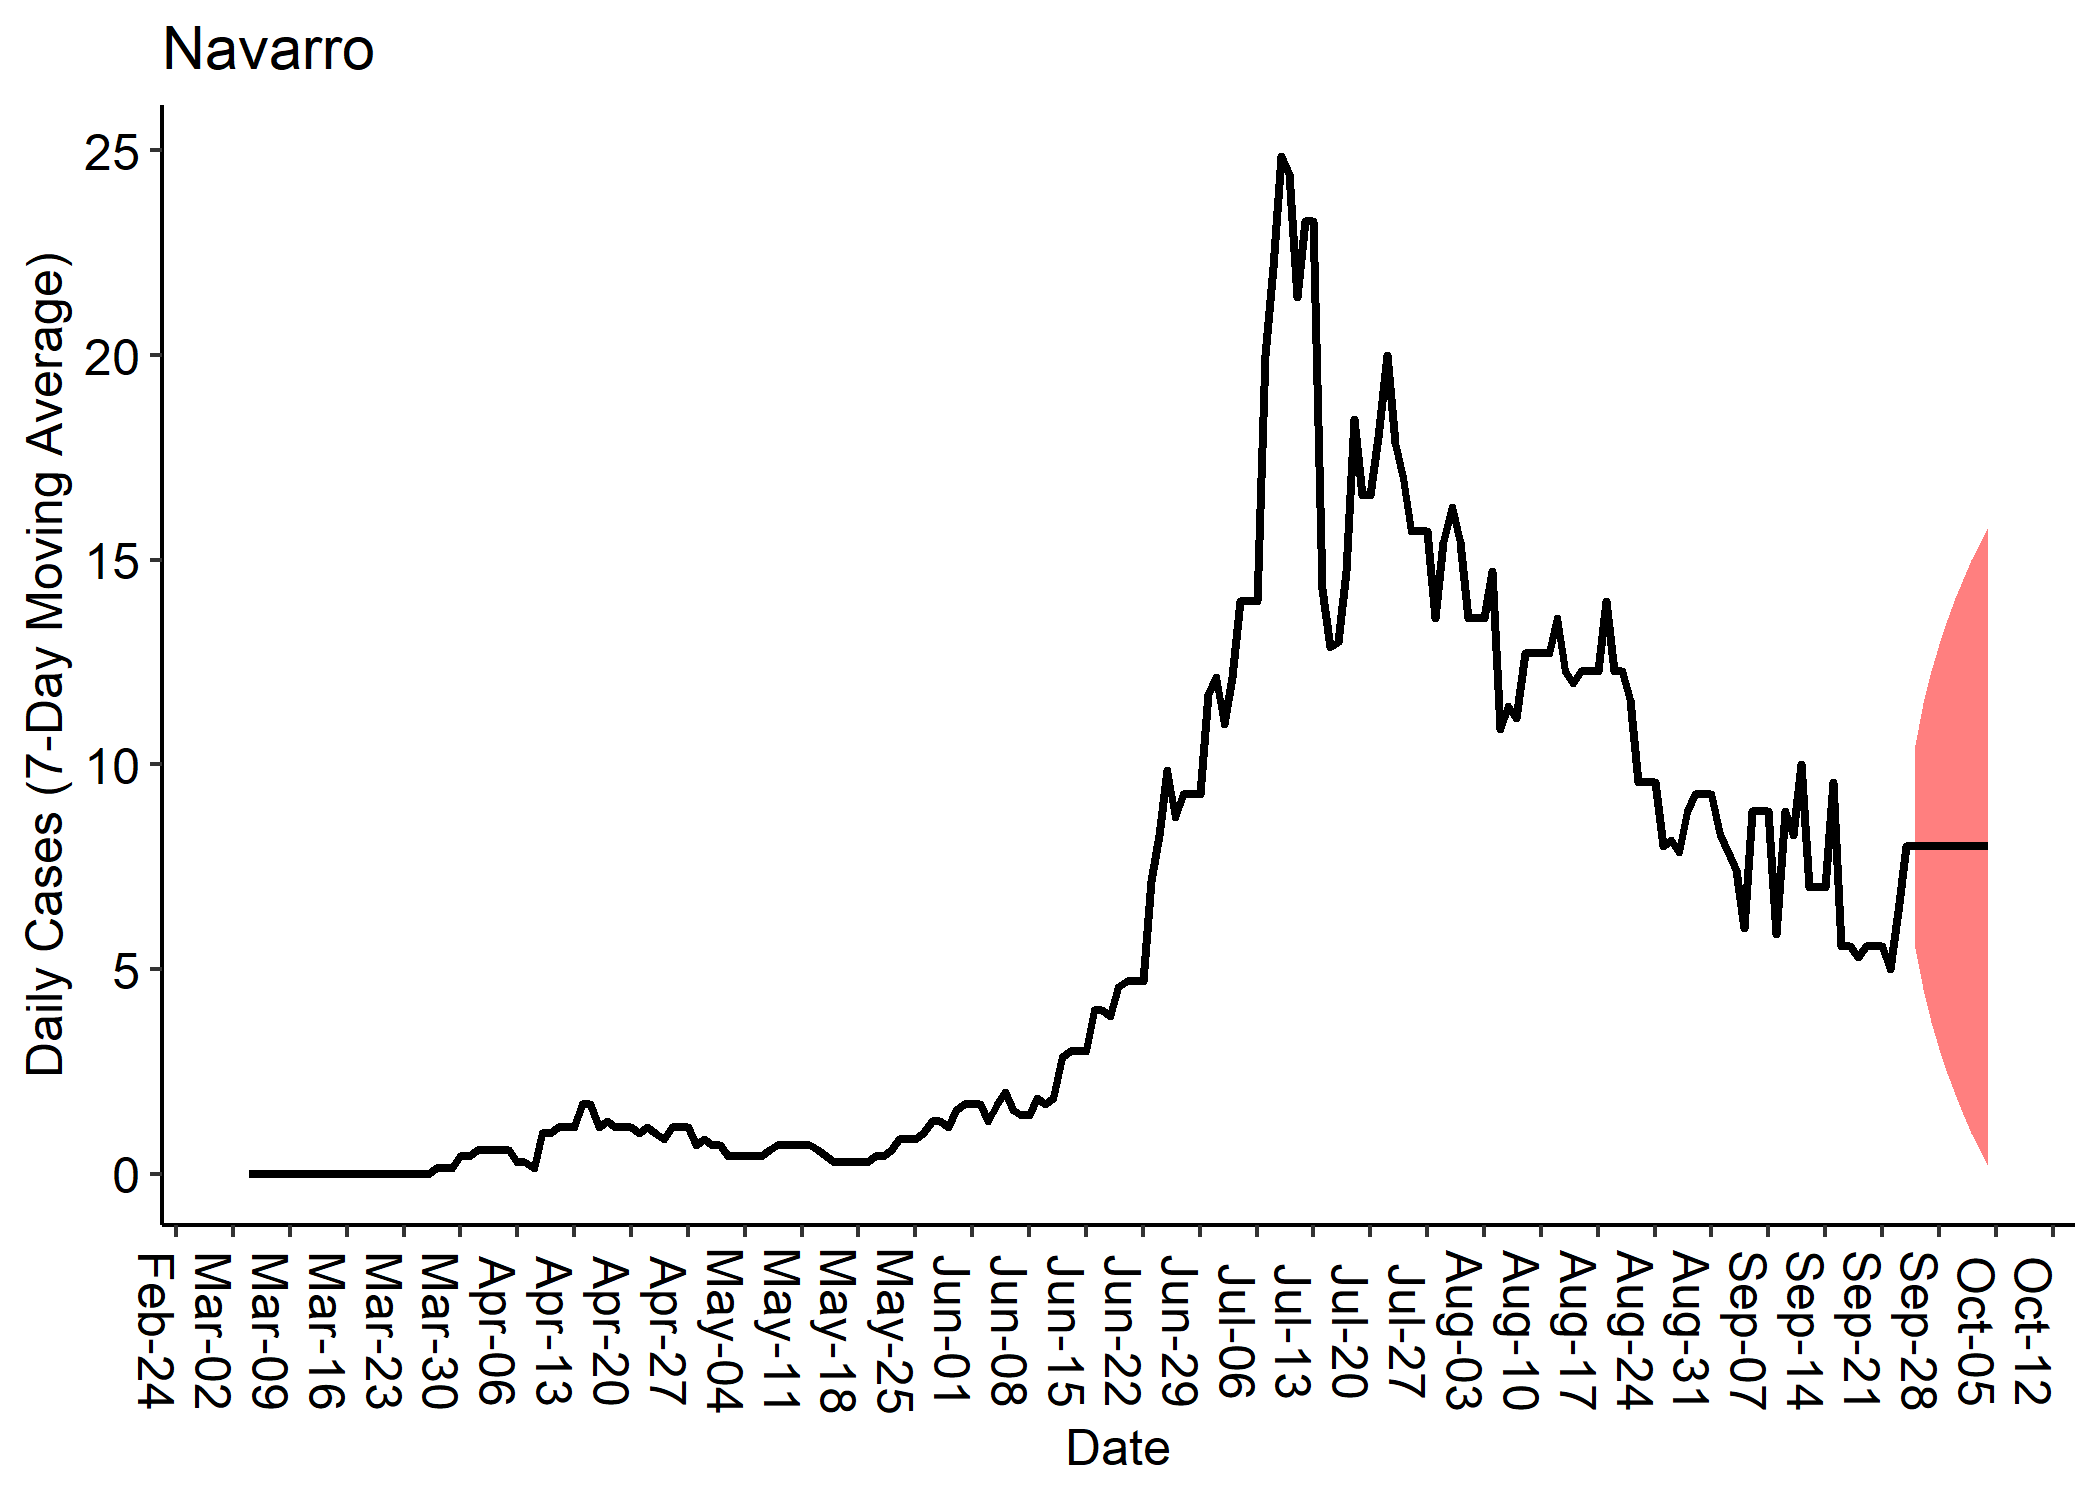 Navarro
Daily Cases (7-Day Moving Average)
25
20
15
10
5
0
Feb-24
Mar-02
Mar-09
Mar-16
Mar-23
Mar-30
Apr-06
Apr-13
Apr-20
Apr-27
May-04
May-11
May-18
May-25
Jun-01
Jun-08
Jun-15
Jun-22
Jun-29
Jul-06
Jul-13
Jul-20
Jul-27
Aug-03
Aug-10
Aug-17
Aug-24
Aug-31
Sep-07
Sep-14
Sep-21
Sep-28
Oct-05
Oct-12
Date